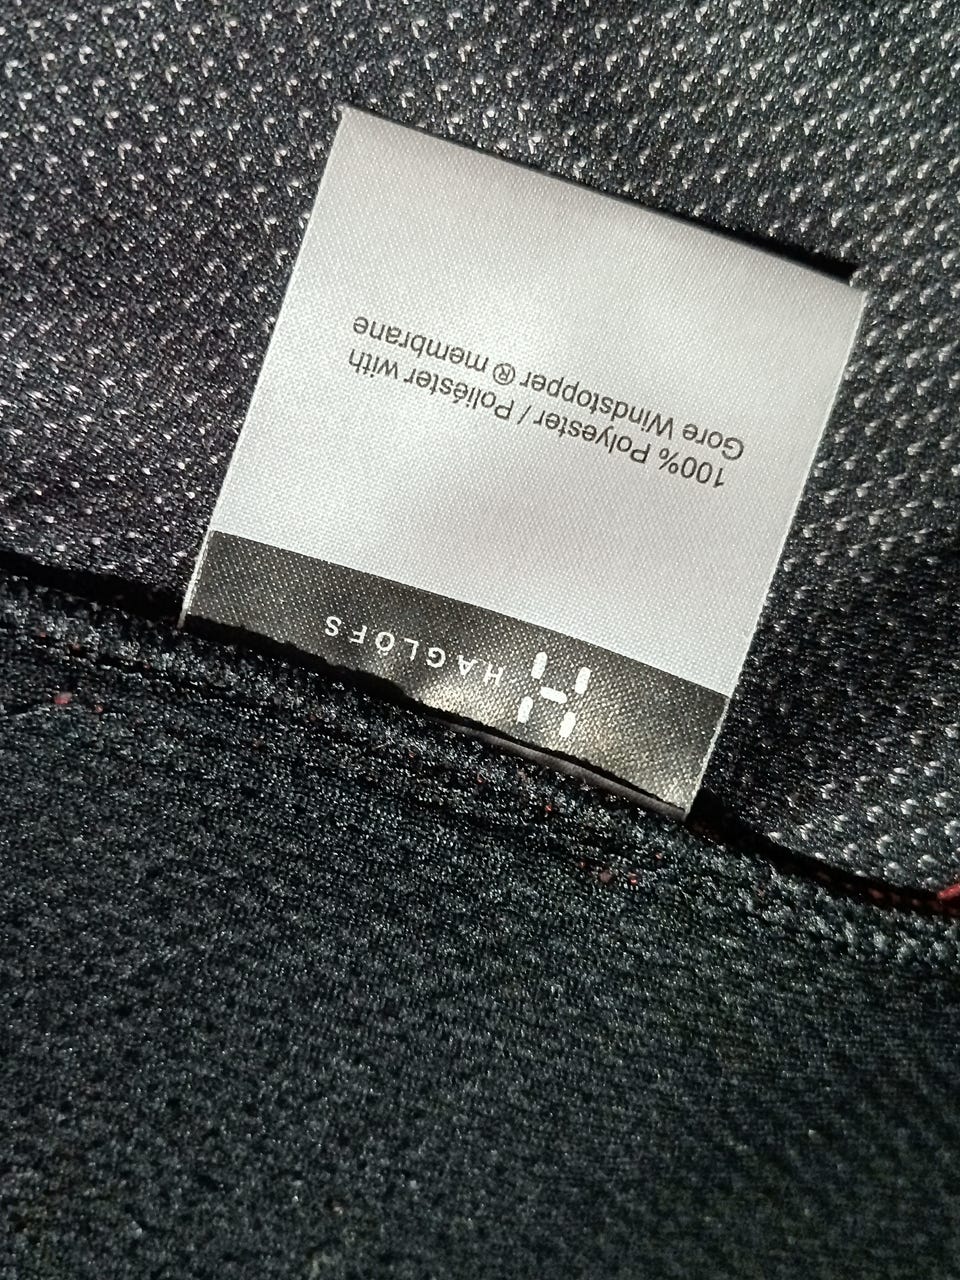 HAGLÖFS
100% Polyester / Poliéster with
Gore Windstopper ® membrane